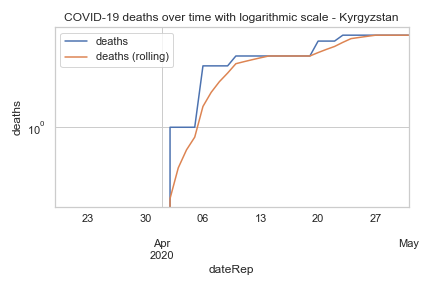 COVID-19 deaths over time with logarithmic scale - Kyrgyzstan
deaths
deaths (rolling)
deaths
10⁰
23 30 06 13 20 27
Apr May
2020
dateRep